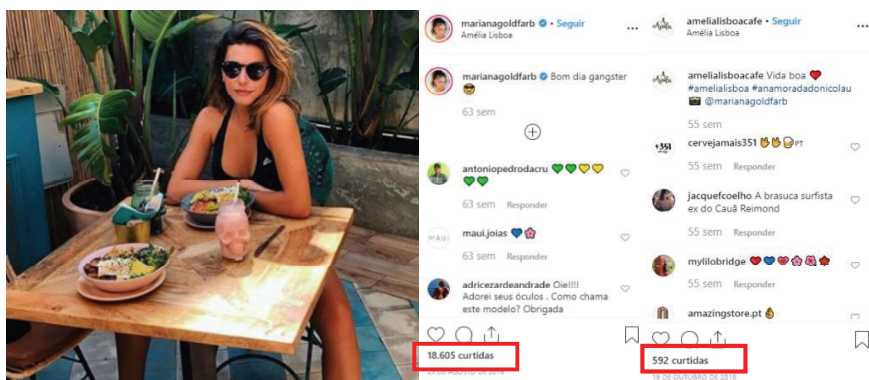 marianagoldfarb • Seguir
Amélia Lisboa
marianagoldfarb Bom dia gangster
😎
63 sem
antoniopedrodacru 💚💚💛💛
💚💚
63 sem Responder
MAUI
maui.joias 💙🌸
63 sem Responder
adricezardeandrade Oie!!!!
Adorei seus óculos . Como chama
este modelo? Obrigada
18.605 curtidas
amelialisboacafe • Seguir
Amélia Lisboa
amelialisboacafe Vida boa ❤️
#amelialisboa #anamoradadonicolau
📷 @marianagoldfarb
55 sem
+351
cervejamais351 🤘🤘🍺PT
55 sem Responder
jacquefcoelho A brasuca surfista
ex do Cauã Reimond
55 sem Responder
mylilobridge
55 sem Responder
amazingstore.pt 👌
592 curtidas
19 DE OUTUBRO DE 2018